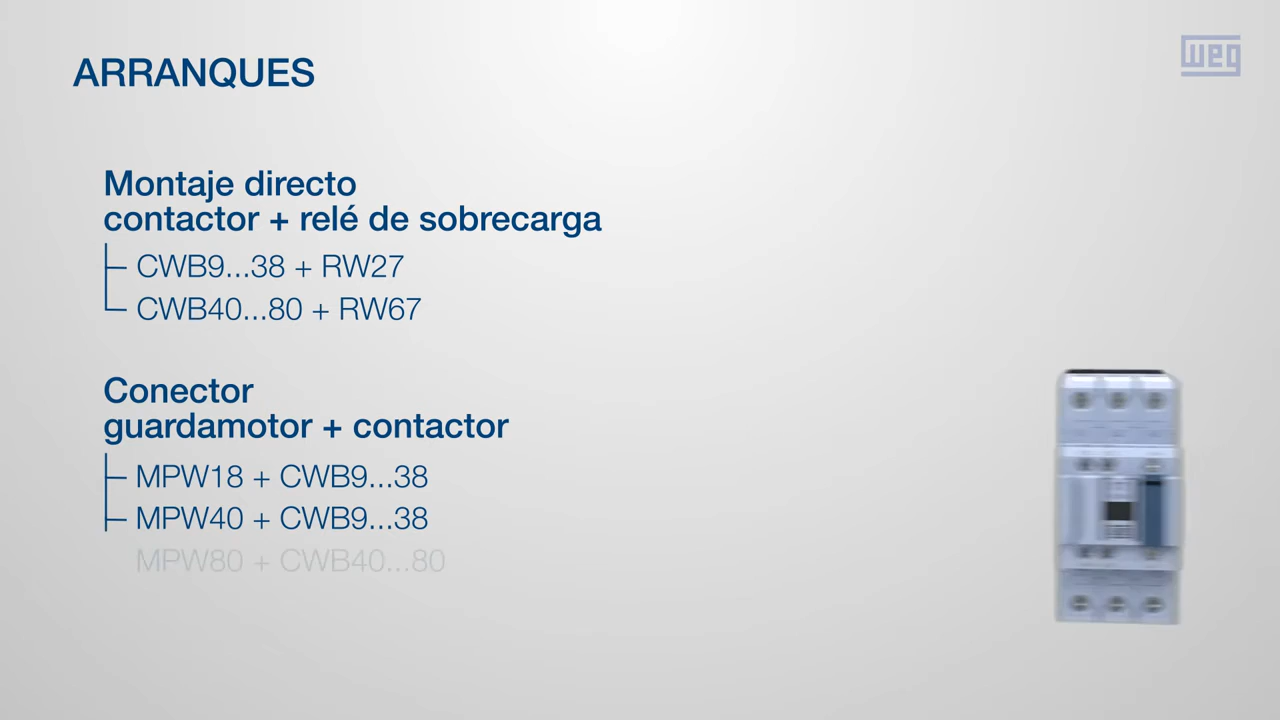 ARRANQUES
weg
Montaje directo
contactor + relé de sobrecarga
CWB9...38 + RW27
CWB40...80 + RW67
Conector
guardamotor + contactor
MPW18 + CWB9...38
MPW40 + CWB9...38
MPW80 + CWB40...80